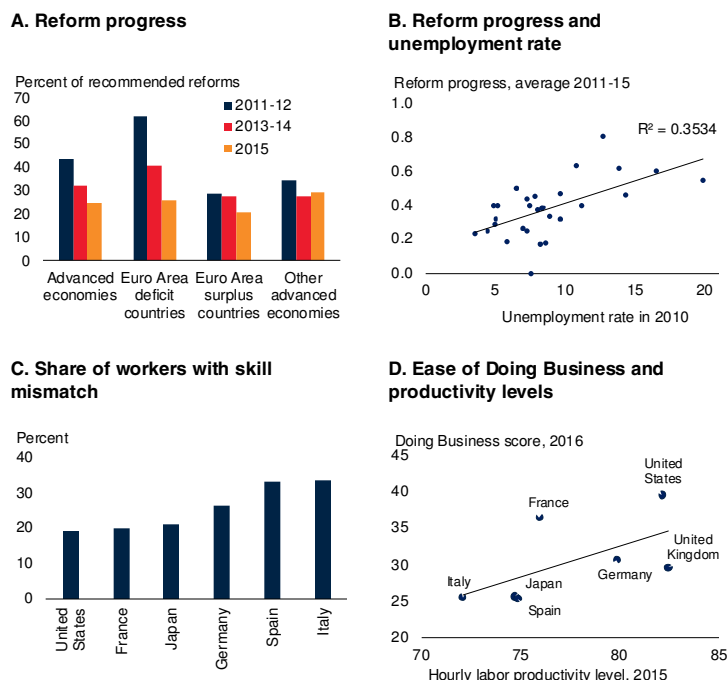 A. Reform progress
Percent of recommended reforms
70
60
50
40
30
20
10
0
2011-12
2013-14
2015
Advanced
economies
Euro Area
deficit
countries
Euro Area
surplus
countries
Other
advanced
economies
B. Reform progress and
unemployment rate
Reform progress, average 2011-15
1.0
0.8
0.6
0.4
0.2
0.0
R² = 0.3534
0
5
10
15
20
Unemployment rate in 2010
C. Share of workers with skill
mismatch
Percent
40
30
20
10
0
United
States
France
Japan
Germany
Spain
Italy
D. Ease of Doing Business and
productivity levels
Doing Business score, 2016
45
40
35
30
25
20
United
States
France
United
Kingdom
Germany
Italy
Japan
Spain
70
75
80
85
Hourly labor productivity level, 2015